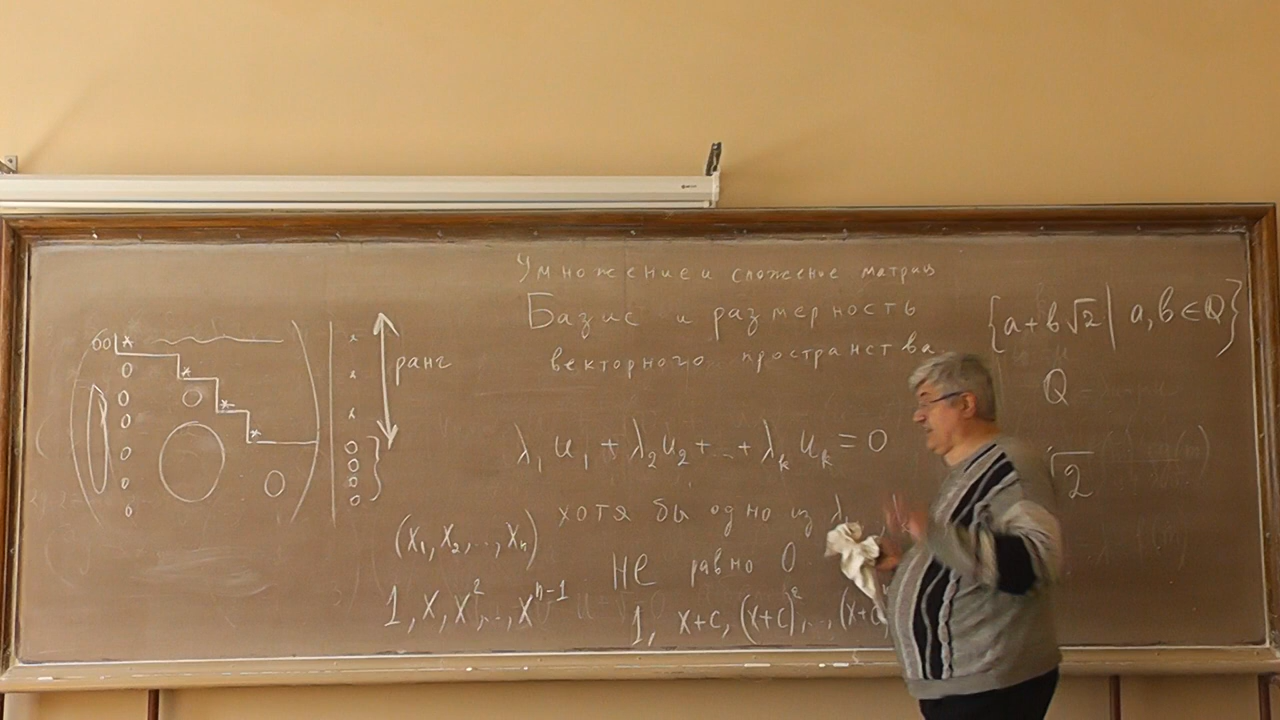 Умножение и сложение матриц
Базис и размерность
векторного пространства
{a+b√2 | a, b ∈ Q}
ранг
Q
λ₁u₁+λ₂u₂+...+λₖuₖ=0
√2
хотя бы одно из λ
не равно 0
(x₁, x₂, ..., xₙ)
1, x, x², ..., xⁿ⁻¹
1, x+c, (x+c)², ..., (x+c)